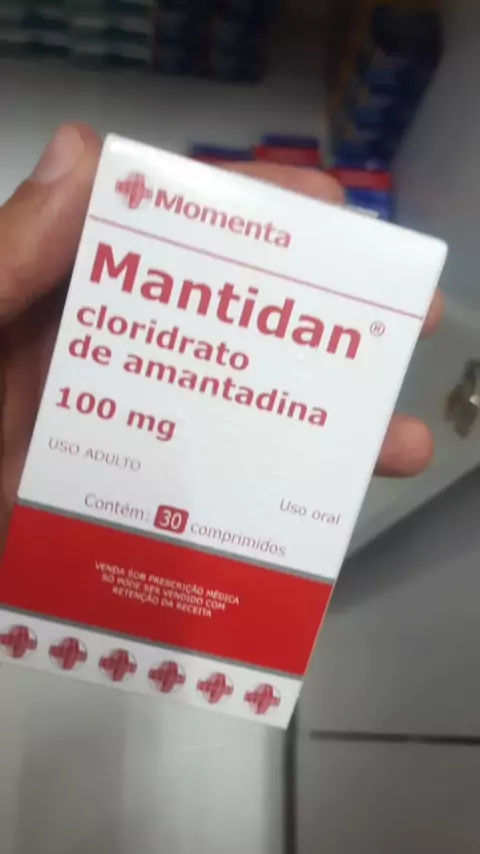 Momenta
Mantidan®
cloridrato
de amantadina
100 mg
USO ADULTO
Uso oral
Contém: 30 comprimidos
VENDA SOB PRESCRIÇÃO MÉDICA
SÓ PODE SER VENDIDO COM
RETENÇÃO DA RECEITA